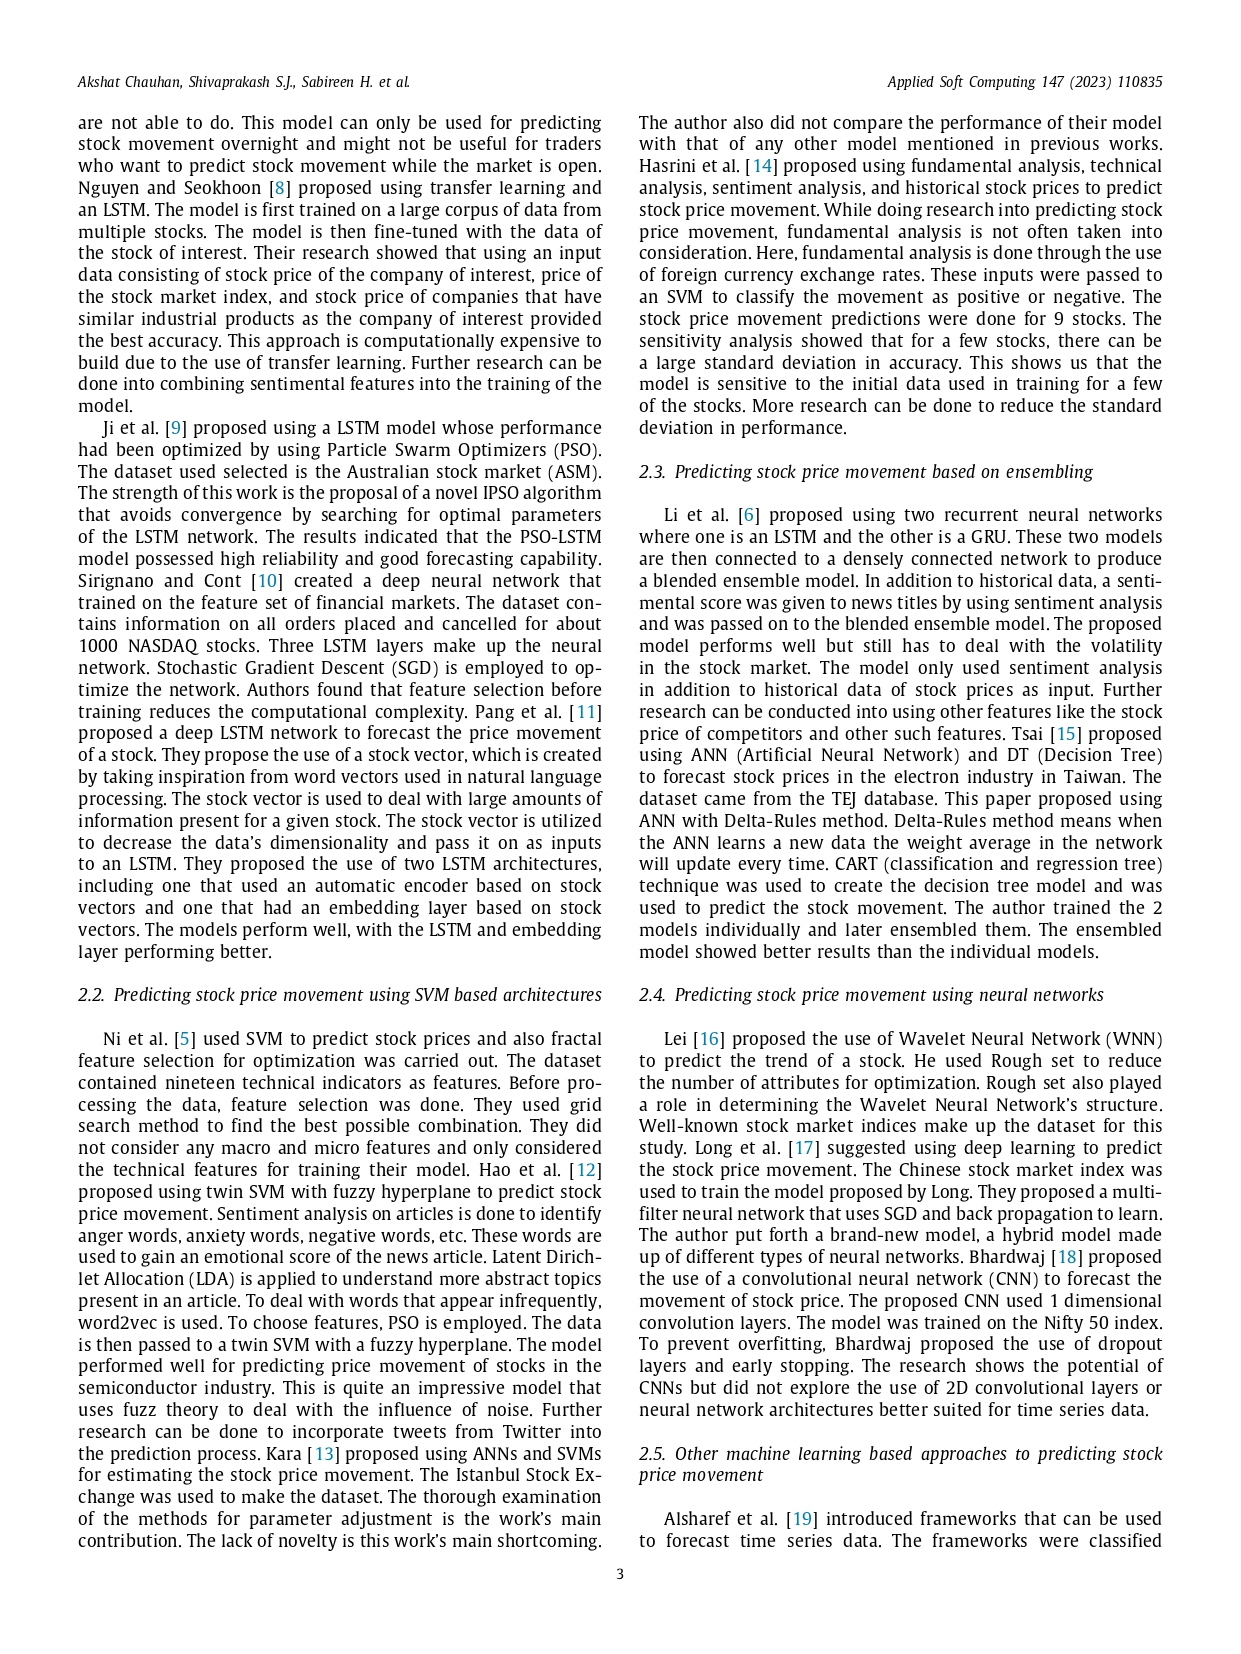 Akshat Chauhan, Shivaprakash S.J., Sabireen H. et al.
Applied Soft Computing 147 (2023) 110835
are not able to do. This model can only be used for predicting
stock movement overnight and might not be useful for traders
who want to predict stock movement while the market is open.
Nguyen and Seokhoon [8] proposed using transfer learning and
an LSTM. The model is first trained on a large corpus of data from
multiple stocks. The model is then fine-tuned with the data of
the stock of interest. Their research showed that using an input
data consisting of stock price of the company of interest, price of
the stock market index, and stock price of companies that have
similar industrial products as the company of interest provided
the best accuracy. This approach is computationally expensive to
build due to the use of transfer learning. Further research can be
done into combining sentimental features into the training of the
model.
Ji et al. [9] proposed using a LSTM model whose performance
had been optimized by using Particle Swarm Optimizers (PSO).
The dataset used selected is the Australian stock market (ASM).
The strength of this work is the proposal of a novel IPSO algorithm
that avoids convergence by searching for optimal parameters
of the LSTM network. The results indicated that the PSO-LSTM
model possessed high reliability and good forecasting capability.
Sirignano and Cont [10] created a deep neural network that
trained on the feature set of financial markets. The dataset con-
tains information on all orders placed and cancelled for about
1000 NASDAQ stocks. Three LSTM layers make up the neural
network. Stochastic Gradient Descent (SGD) is employed to op-
timize the network. Authors found that feature selection before
training reduces the computational complexity. Pang et al. [11]
proposed a deep LSTM network to forecast the price movement
of a stock. They propose the use of a stock vector, which is created
by taking inspiration from word vectors used in natural language
processing. The stock vector is used to deal with large amounts of
information present for a given stock. The stock vector is utilized
to decrease the data's dimensionality and pass it on as inputs
to an LSTM. They proposed the use of two LSTM architectures,
including one that used an automatic encoder based on stock
vectors and one that had an embedding layer based on stock
vectors. The models perform well, with the LSTM and embedding
layer performing better.
2.2. Predicting stock price movement using SVM based architectures
Ni et al. [5] used SVM to predict stock prices and also fractal
feature selection for optimization was carried out. The dataset
contained nineteen technical indicators as features. Before pro-
cessing the data, feature selection was done. They used grid
search method to find the best possible combination. They did
not consider any macro and micro features and only considered
the technical features for training their model. Hao et al. [12]
proposed using twin SVM with fuzzy hyperplane to predict stock
price movement. Sentiment analysis on articles is done to identify
anger words, anxiety words, negative words, etc. These words are
used to gain an emotional score of the news article. Latent Dirich-
let Allocation (LDA) is applied to understand more abstract topics
present in an article. To deal with words that appear infrequently,
word2vec is used. To choose features, PSO is employed. The data
is then passed to a twin SVM with a fuzzy hyperplane. The model
performed well for predicting price movement of stocks in the
semiconductor industry. This is quite an impressive model that
uses fuzz theory to deal with the influence of noise. Further
research can be done to incorporate tweets from Twitter into
the prediction process. Kara [13] proposed using ANNs and SVMs
for estimating the stock price movement. The Istanbul Stock Ex-
change was used to make the dataset. The thorough examination
of the methods for parameter adjustment is the work's main
contribution. The lack of novelty is this work's main shortcoming.
The author also did not compare the performance of their model
with that of any other model mentioned in previous works.
Hasrini et al. [14] proposed using fundamental analysis, technical
analysis, sentiment analysis, and historical stock prices to predict
stock price movement. While doing research into predicting stock
price movement, fundamental analysis is not often taken into
consideration. Here, fundamental analysis is done through the use
of foreign currency exchange rates. These inputs were passed to
an SVM to classify the movement as positive or negative. The
stock price movement predictions were done for 9 stocks. The
sensitivity analysis showed that for a few stocks, there can be
a large standard deviation in accuracy. This shows us that the
model is sensitive to the initial data used in training for a few
of the stocks. More research can be done to reduce the standard
deviation in performance.
2.3. Predicting stock price movement based on ensembling
Li et al. [6] proposed using two recurrent neural networks
where one is an LSTM and the other is a GRU. These two models
are then connected to a densely connected network to produce
a blended ensemble model. In addition to historical data, a senti-
mental score was given to news titles by using sentiment analysis
and was passed on to the blended ensemble model. The proposed
model performs well but still has to deal with the volatility
in the stock market. The model only used sentiment analysis
in addition to historical data of stock prices as input. Further
research can be conducted into using other features like the stock
price of competitors and other such features. Tsai [15] proposed
using ANN (Artificial Neural Network) and DT (Decision Tree)
to forecast stock prices in the electron industry in Taiwan. The
dataset came from the TEJ database. This paper proposed using
ANN with Delta-Rules method. Delta-Rules method means when
the ANN learns a new data the weight average in the network
will update every time. CART (classification and regression tree)
technique was used to create the decision tree model and was
used to predict the stock movement. The author trained the 2
models individually and later ensembled them. The ensembled
model showed better results than the individual models.
2.4. Predicting stock price movement using neural networks
Lei [16] proposed the use of Wavelet Neural Network (WNN)
to predict the trend of a stock. He used Rough set to reduce
the number of attributes for optimization. Rough set also played
a role in determining the Wavelet Neural Network's structure.
Well-known stock market indices make up the dataset for this
study. Long et al. [17] suggested using deep learning to predict
the stock price movement. The Chinese stock market index was
used to train the model proposed by Long. They proposed a multi-
filter neural network that uses SGD and back propagation to learn.
The author put forth a brand-new model, a hybrid model made
up of different types of neural networks. Bhardwaj [18] proposed
the use of a convolutional neural network (CNN) to forecast the
movement of stock price. The proposed CNN used 1 dimensional
convolution layers. The model was trained on the Nifty 50 index.
To prevent overfitting, Bhardwaj proposed the use of dropout
layers and early stopping. The research shows the potential of
CNNs but did not explore the use of 2D convolutional layers or
neural network architectures better suited for time series data.
2.5. Other machine learning based approaches to predicting stock
price movement
Alsharef et al. [19] introduced frameworks that can be used
to forecast time series data. The frameworks were classified
3